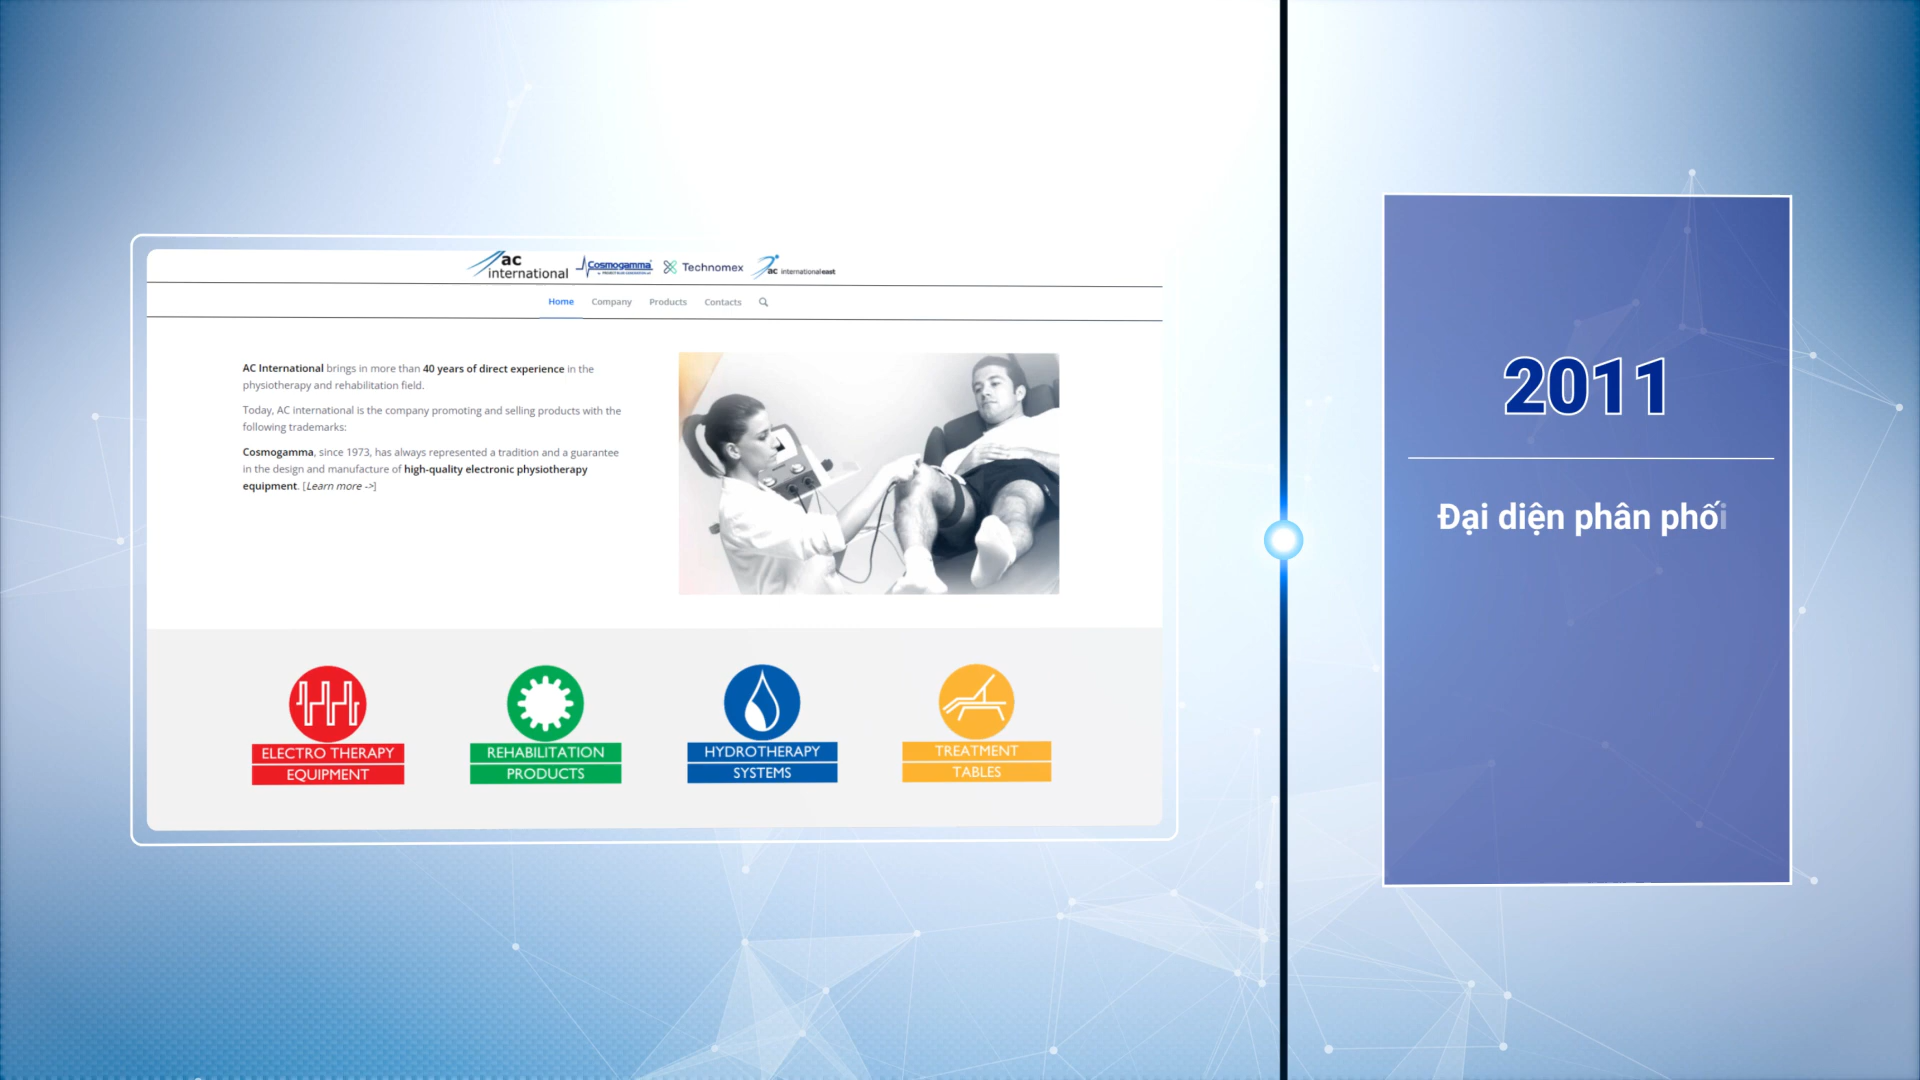 ac
international
Cosmogamma
Technomex
ac internationaleast
Home
Company
Products
Contacts
AC International brings in more than 40 years of direct experience in the
physiotherapy and rehabilitation field.
Today, AC international is the company promoting and selling products with the
following trademarks:
Cosmogamma, since 1973, has always represented a tradition and a guarantee
in the design and manufacture of high-quality electronic physiotherapy
equipment. [Learn more ->]
ELECTRO THERAPY
EQUIPMENT
REHABILITATION
PRODUCTS
HYDROTHERAPY
SYSTEMS
TREATMENT
TABLES
2011
Đại diện phân phối